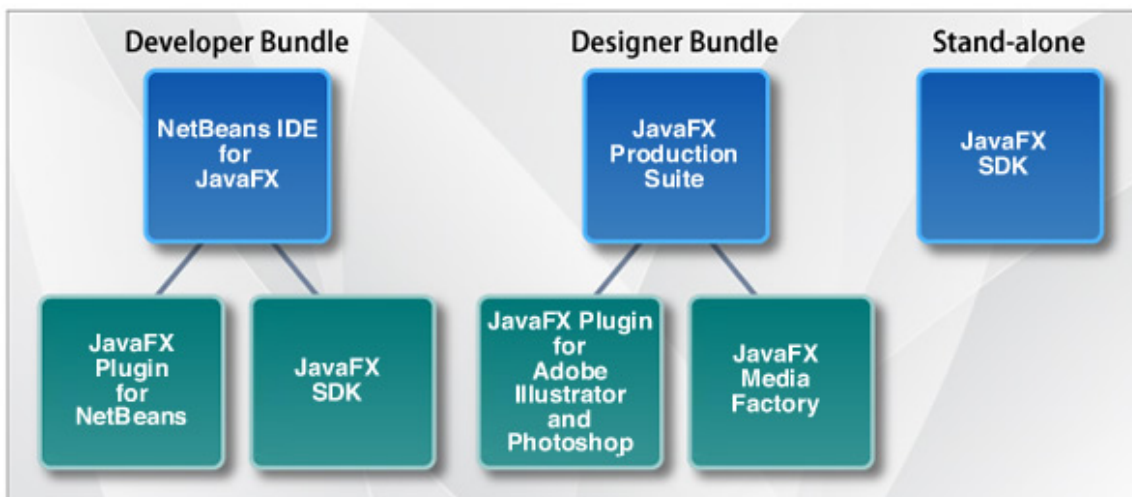 Developer Bundle
Designer Bundle
Stand-alone
NetBeans IDE
for
JavaFX
JavaFX
Production
Suite
JavaFX
SDK
JavaFX
Plugin
for
NetBeans
JavaFX
SDK
JavaFX Plugin
for
Adobe
Illustrator
and
Photoshop
JavaFX
Media
Factory